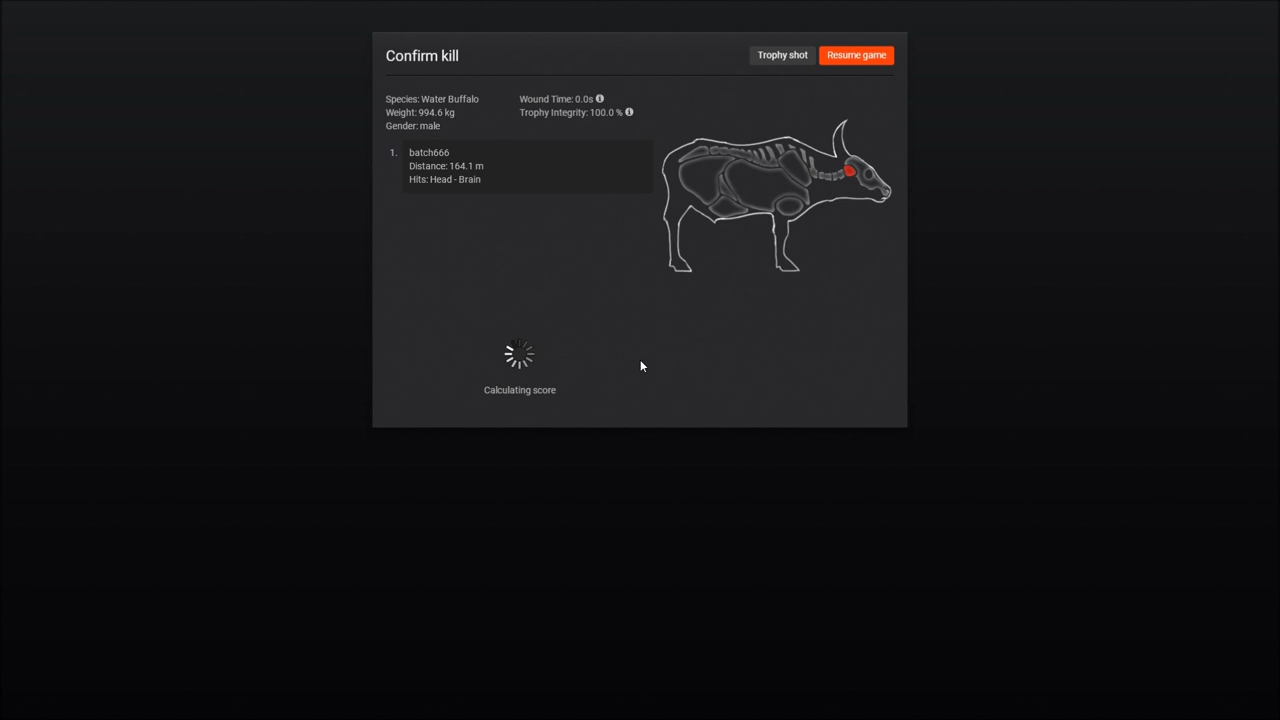 Confirm kill
Trophy shot
Resume game
Species: Water Buffalo
Weight: 994.6 kg
Gender: male
Wound Time: 0.0s
Trophy Integrity: 100.0 %
1.
batch666
Distance: 164.1 m
Hits: Head - Brain
Calculating score